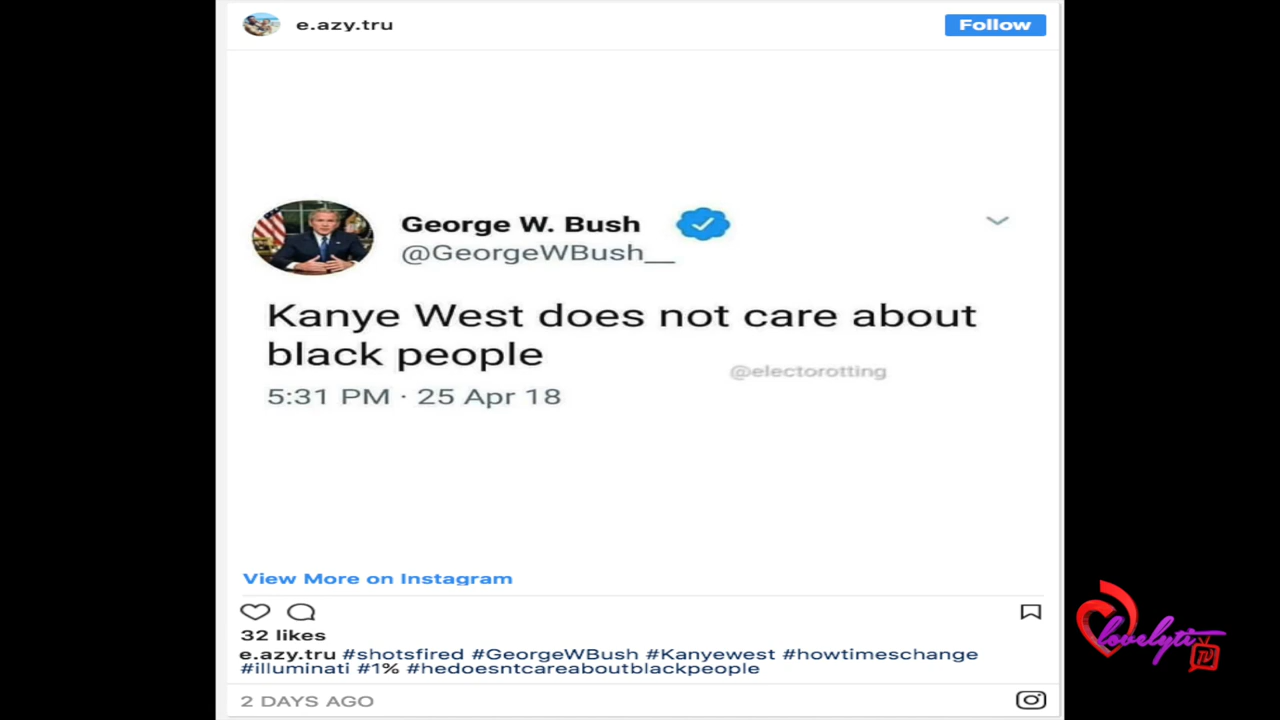 e.azy.tru
Follow
George W. Bush
@GeorgeWBush__
Kanye West does not care about
black people
@electorotting
5:31 PM · 25 Apr 18
View More on Instagram
32 likes
e.azy.tru #shotsfired #GeorgeWBush #Kanyewest #howtimeschange
#illuminati #1% #hedoesntcareaboutblackpeople
2 DAYS AGO
lovelyti
TV